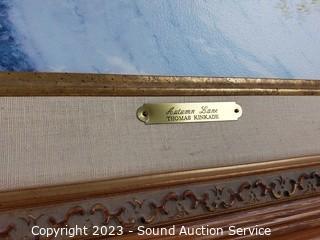 Autumn Lane
THOMAS KINKADE
Copyright 2023 - Sound Auction Service